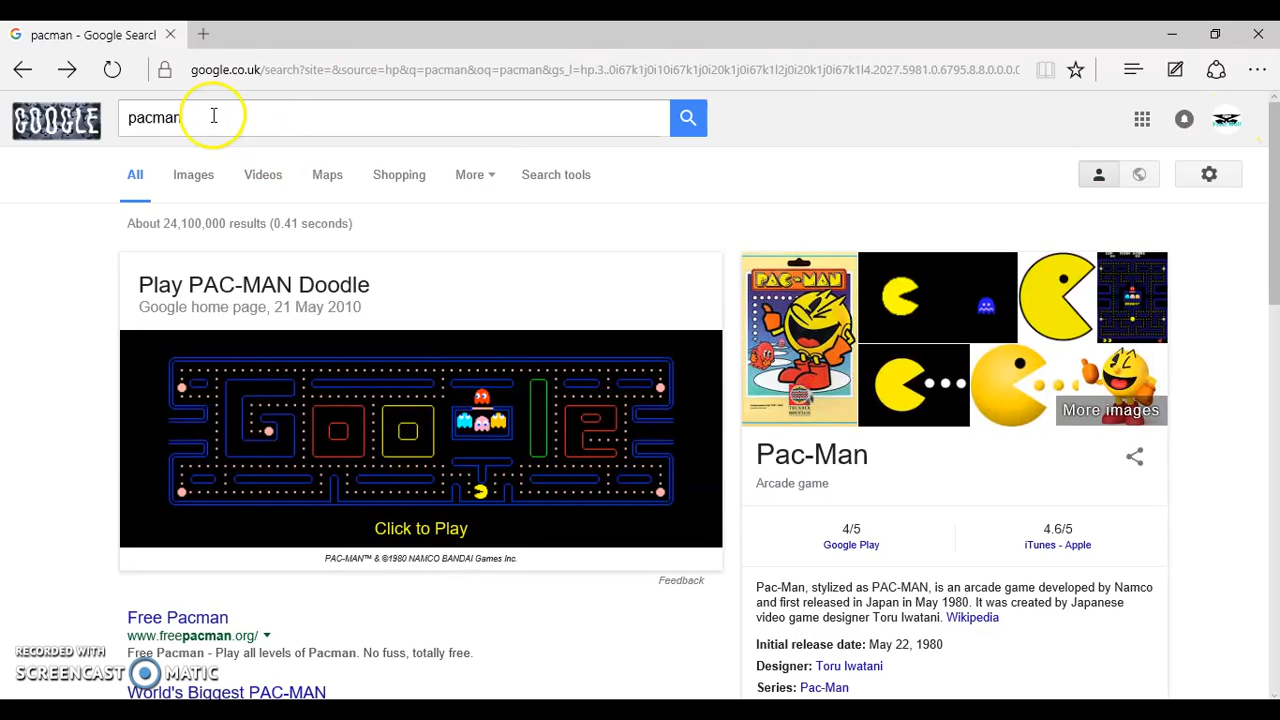 pacman - Google Search
google.co.uk/search?site=&source=hp&q=pacman&oq=pacman&gs_l=hp.3..0i67k1j0i10i67k1j0i20k1j0i67k1j0i20k1j0i67k1l4.2027.5981.0.6795.8.8.0.0.0.0
GOOGLE
pacman
All Images Videos Maps Shopping More Search tools
About 24,100,000 results (0.41 seconds)
Play PAC-MAN Doodle
Google home page, 21 May 2010
Click to Play
PAC-MAN™ & ©1980 NAMCO BANDAI Games Inc.
Feedback
Free Pacman
www.freepacman.org/
Free Pacman - Play all levels of Pacman. No fuss, totally free.
World's Biggest PAC-MAN
PAC-MAN
More images
Pac-Man
Arcade game
4/5 4.6/5
Google Play iTunes - Apple
Pac-Man, stylized as PAC-MAN, is an arcade game developed by Namco
and first released in Japan in May 1980. It was created by Japanese
video game designer Toru Iwatani. Wikipedia
Initial release date: May 22, 1980
Designer: Toru Iwatani
Series: Pac-Man
RECORDED WITH
SCREENCAST MATIC